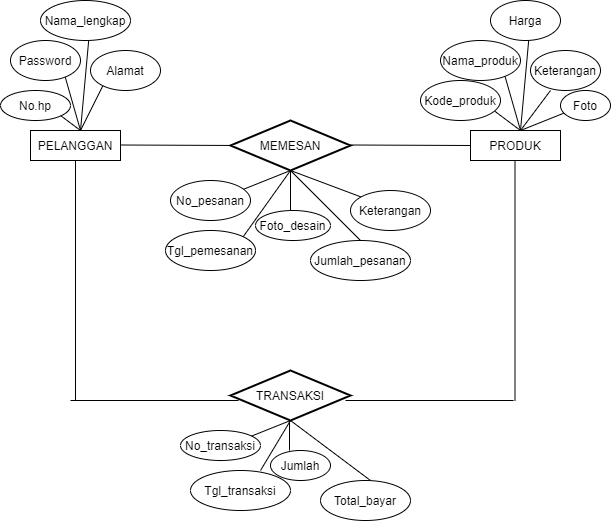 Nama_lengkap
Harga
Password
Alamat
Nama_produk
Keterangan
No.hp
Kode_produk
Foto
PELANGGAN
MEMESAN
PRODUK
No_pesanan
Foto_desain
Keterangan
Tgl_pemesanan
Jumlah_pesanan
TRANSAKSI
No_transaksi
Jumlah
Tgl_transaksi
Total_bayar